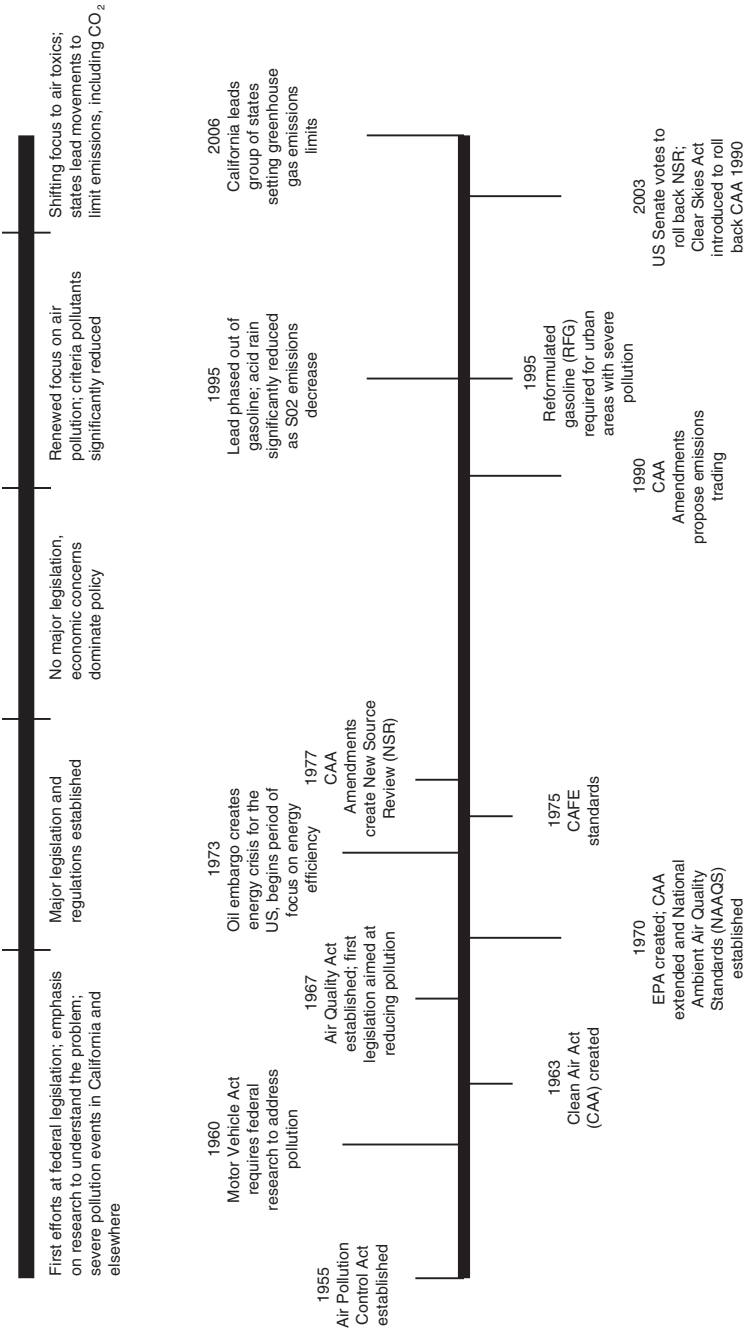 First efforts at federal legislation; emphasis
on research to understand the problem;
severe pollution events in California and
elsewhere
Major legislation and
regulations established
No major legislation,
economic concerns
dominate policy
Renewed focus on air
pollution; criteria pollutants
significantly reduced
Shifting focus to air toxics;
states lead movements to
limit emissions, including CO₂
1955
Air Pollution
Control Act
established
1960
Motor Vehicle Act
requires federal
research to address
pollution
1963
Clean Air Act
(CAA) created
1967
Air Quality Act
established; first
legislation aimed at
reducing pollution
1970
EPA created; CAA
extended and National
Ambient Air Quality
Standards (NAAQS)
established
1973
Oil embargo creates
energy crisis for the
US, begins period of
focus on energy
efficiency
1975
CAFE
standards
1977
CAA
Amendments
create New Source
Review (NSR)
1990
CAA
Amendments
propose emissions
trading
1995
Lead phased out of
gasoline; acid rain
significantly reduced
as S02 emissions
decrease
1995
Reformulated
gasoline (RFG)
required for urban
areas with severe
pollution
2003
US Senate votes to
roll back NSR;
Clear Skies Act
introduced to roll
back CAA 1990
2006
California leads
group of states
setting greenhouse
gas emissions
limits